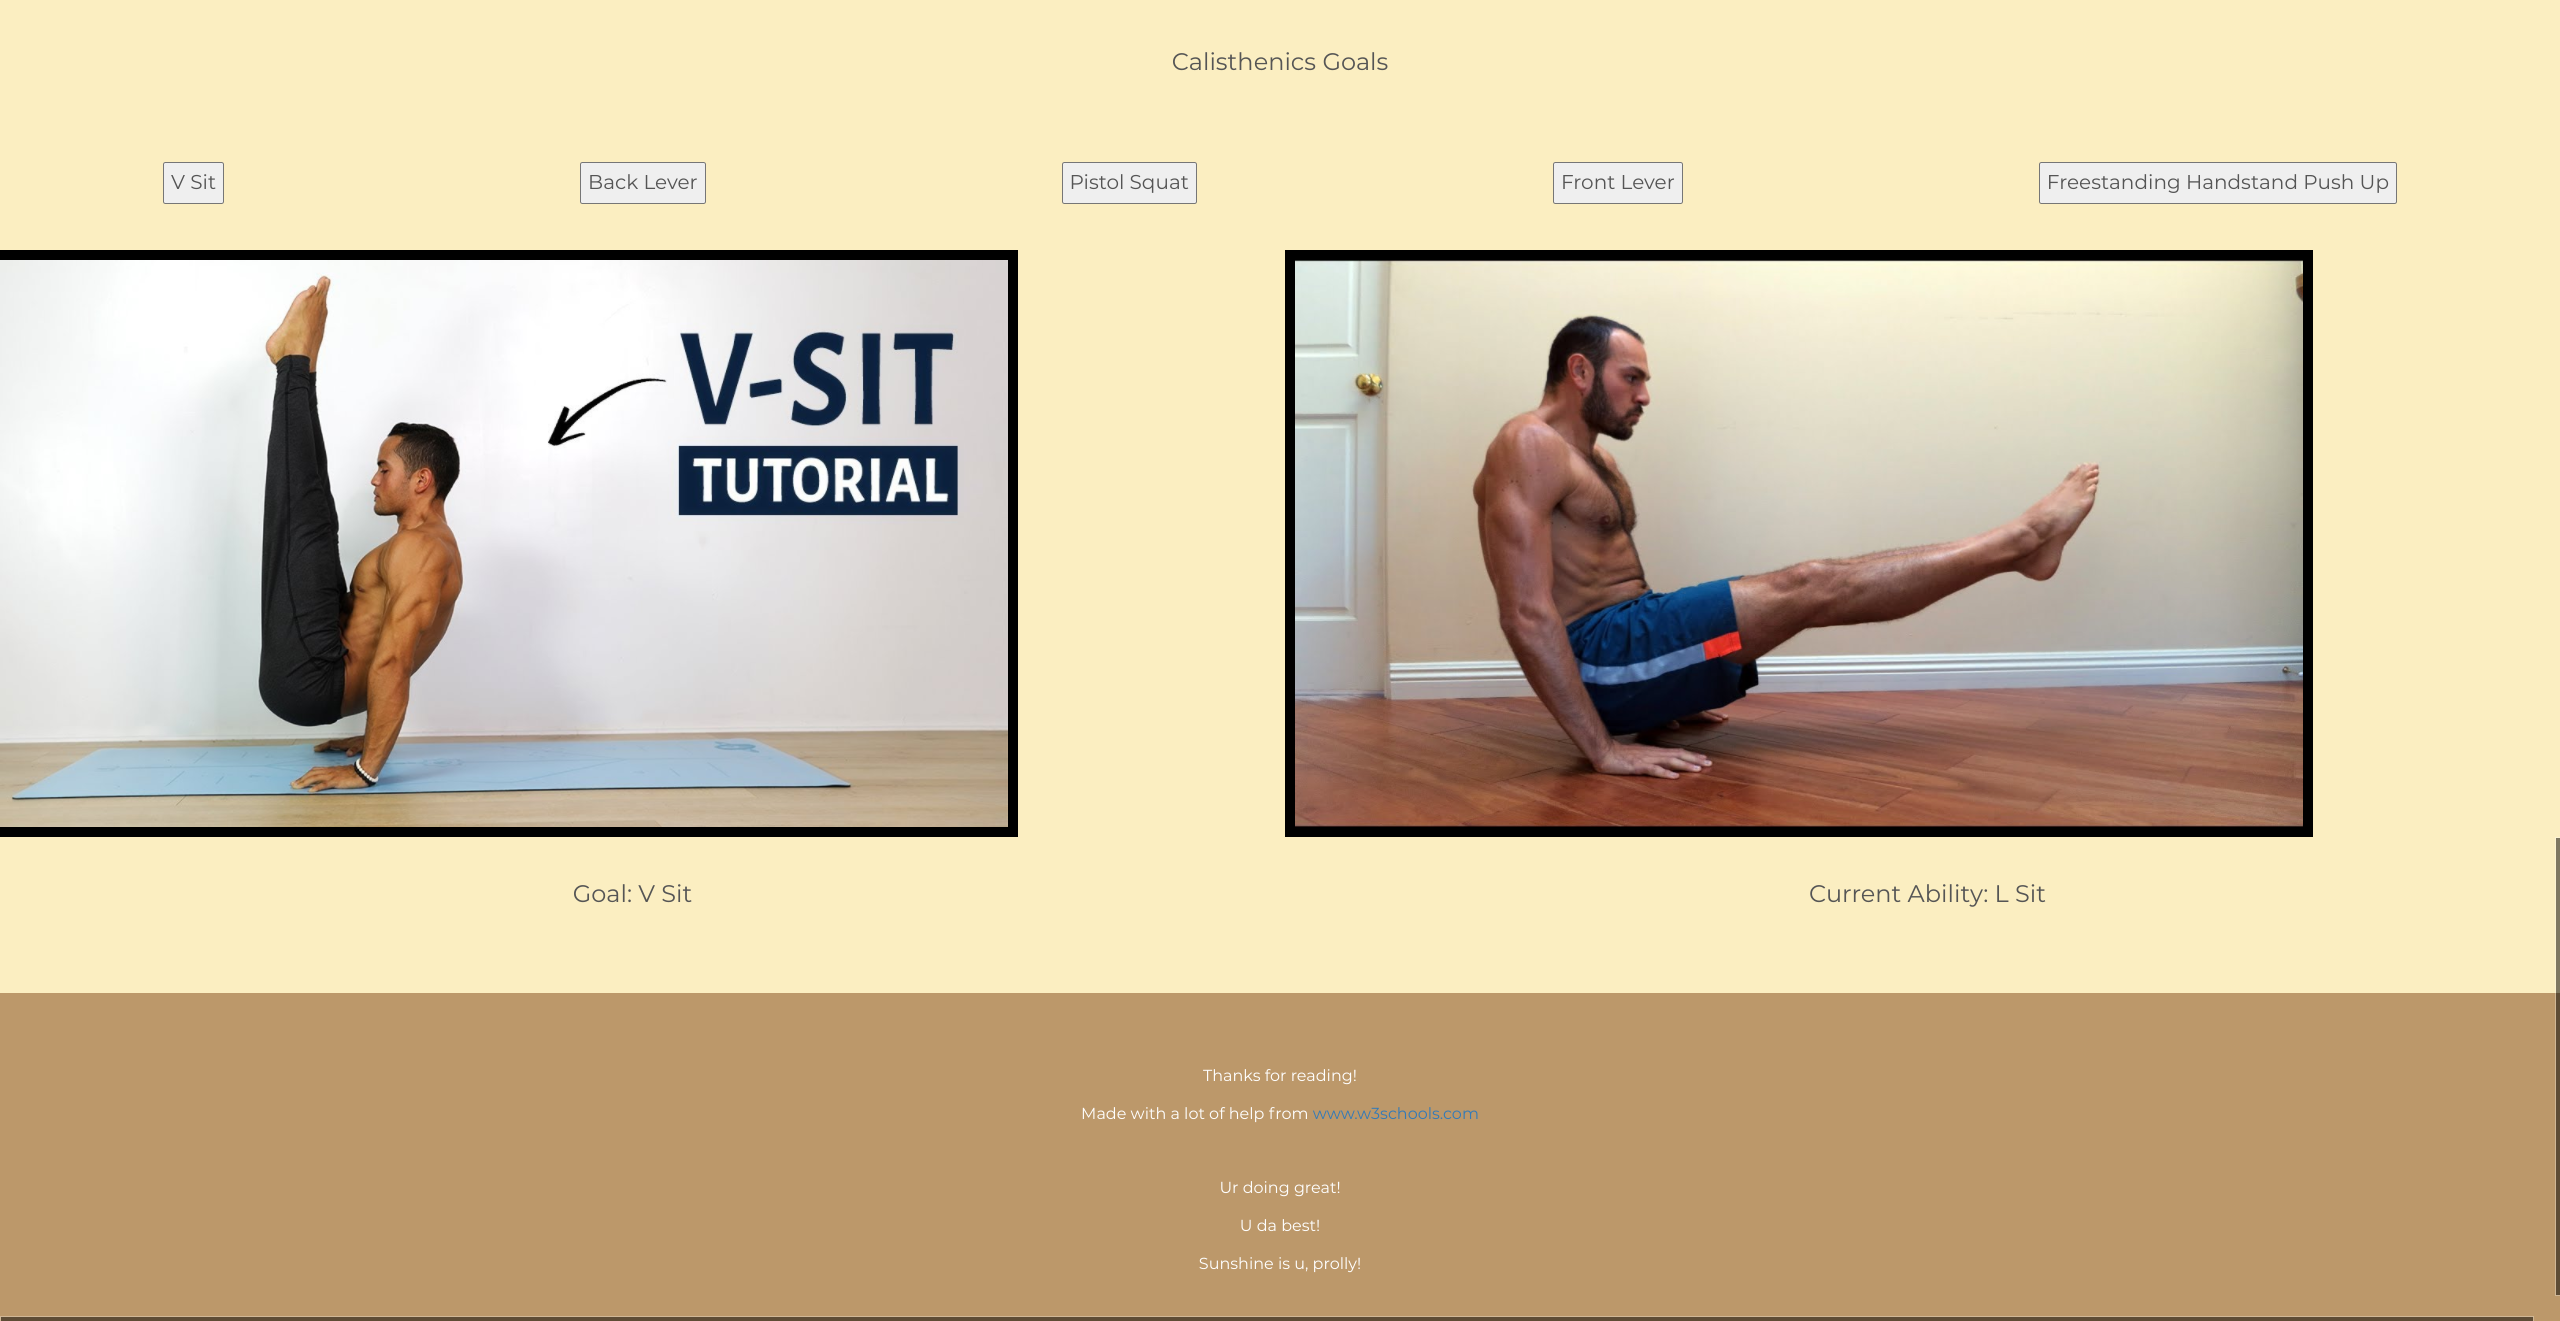 Calisthenics Goals
V Sit
Back Lever
Pistol Squat
Front Lever
Freestanding Handstand Push Up
V-SIT
TUTORIAL
Goal: V Sit
Current Ability: L Sit
Thanks for reading!
Made with a lot of help from www.w3schools.com
Ur doing great!
U da best!
Sunshine is u, prolly!